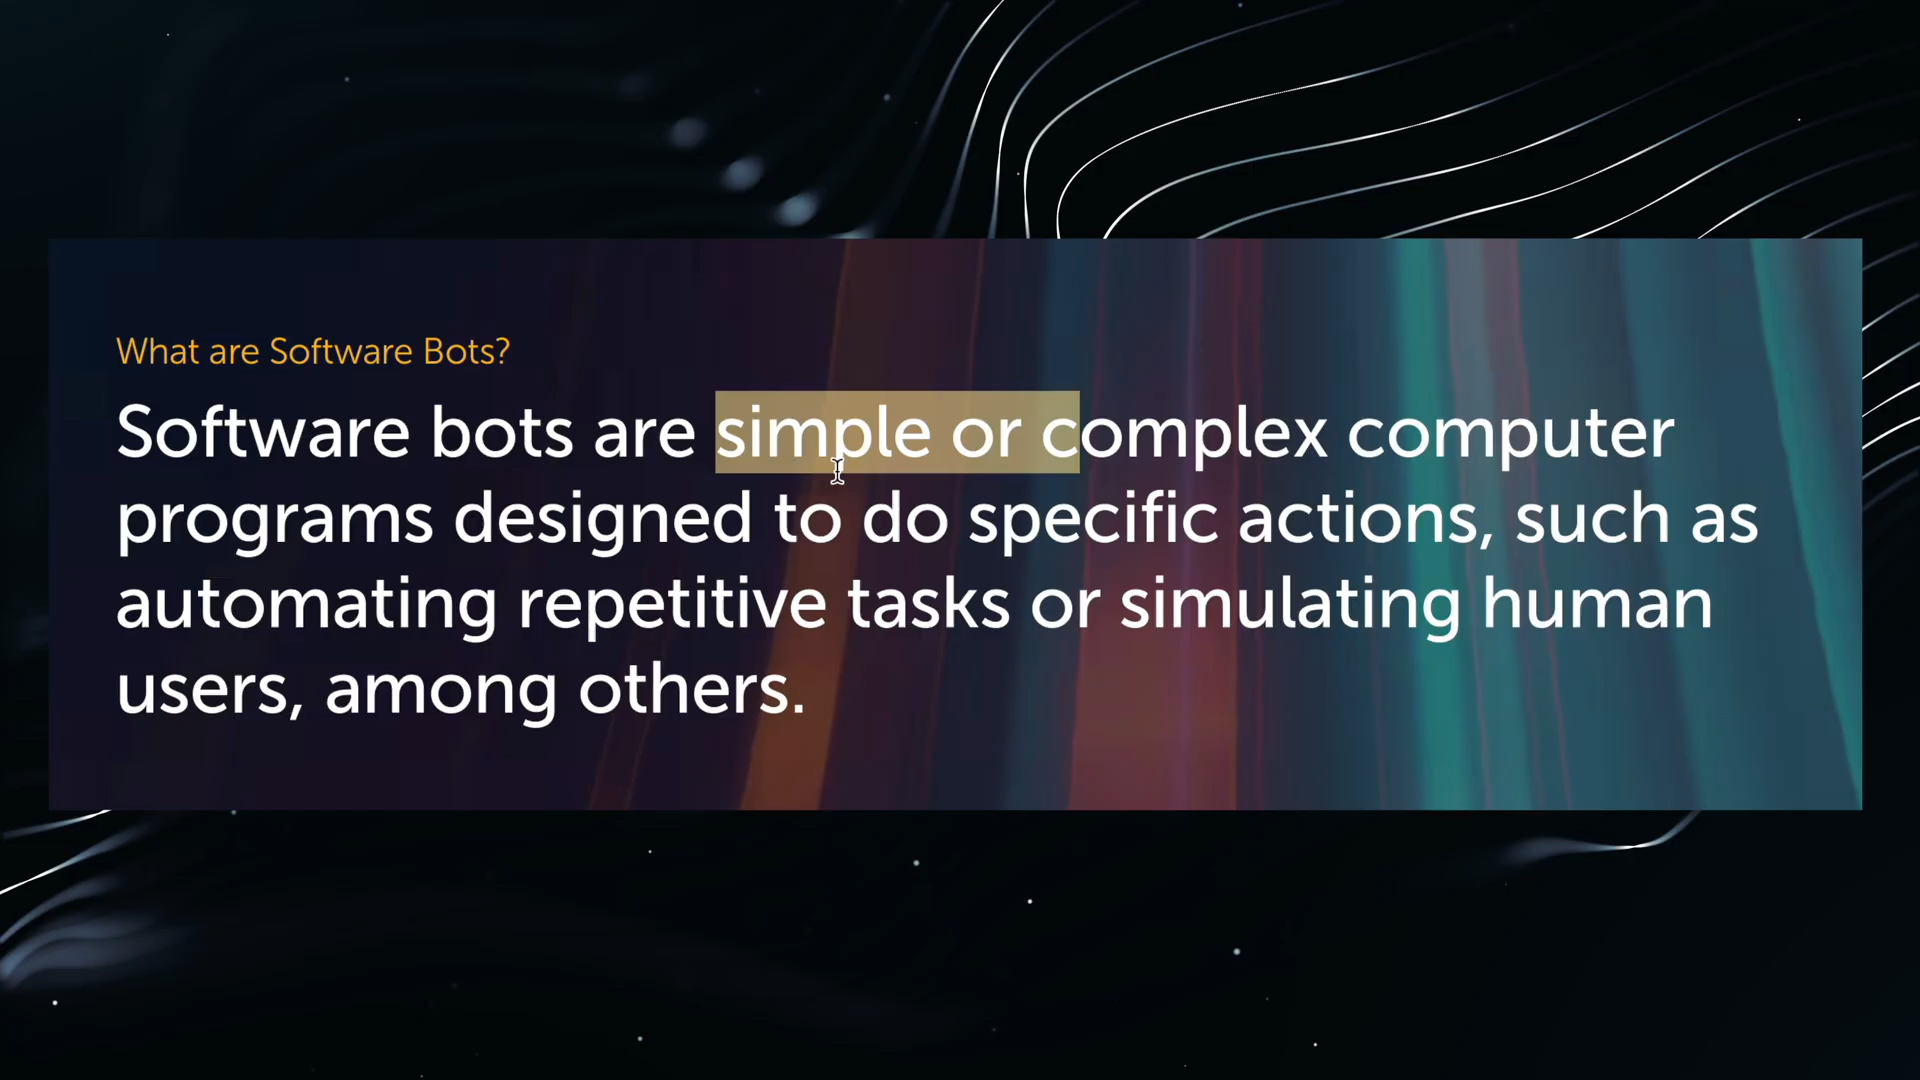 What are Software Bots?
Software bots are simple or complex computer
programs designed to do specific actions, such as
automating repetitive tasks or simulating human
users, among others.